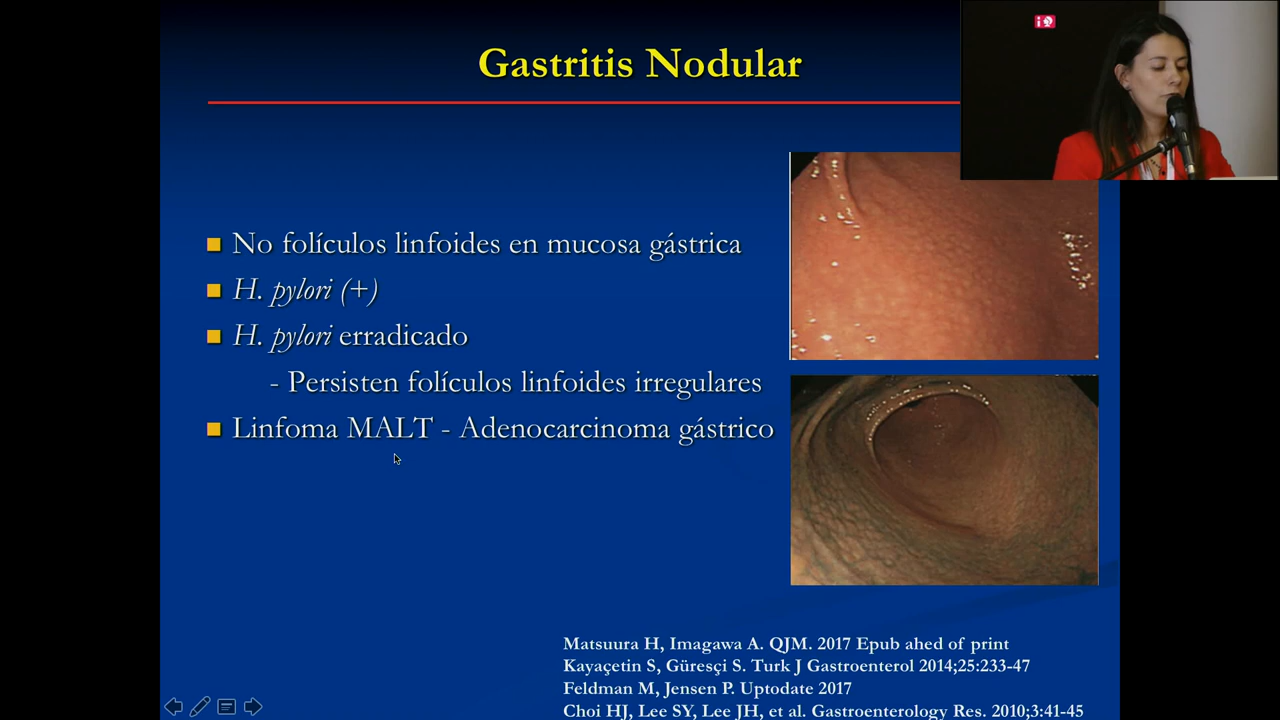 Gastritis Nodular
No folículos linfoides en mucosa gástrica
H. pylori (+)
H. pylori erradicado
- Persisten folículos linfoides irregulares
Linfoma MALT - Adenocarcinoma gástrico
Matsuura H, Imagawa A. QJM. 2017 Epub ahed of print
Kayaçetin S, Güresçi S. Turk J Gastroenterol 2014;25:233-47
Feldman M, Jensen P. Uptodate 2017
Choi HJ, Lee SY, Lee JH, et al. Gastroenterology Res. 2010;3:41-45